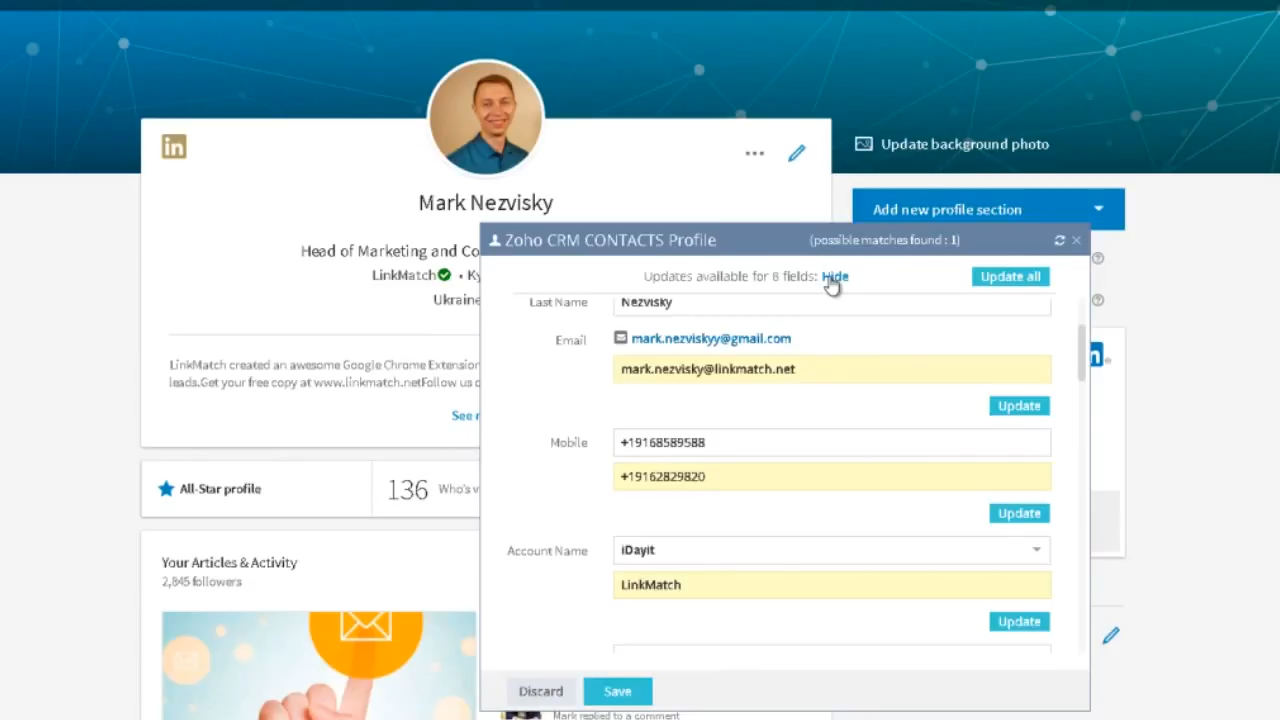 in
Update background photo
Mark Nezvisky
Add new profile section
Head of Marketing and Co
LinkMatch • Ky
Ukraine
LinkMatch created an awesome Google Chrome Extension
leads.Get your free copy at www.linkmatch.netFollow us o
See
All-Star profile
136 Who's v
Your Articles & Activity
2,845 followers
Zoho CRM CONTACTS Profile (possible matches found : 1)
Updates available for 8 fields: Hide
Update all
Last Name Nezvisky
Email mark.nezviskyy@gmail.com
mark.nezvisky@linkmatch.net
Update
Mobile +19168589588
+19162829820
Update
Account Name iDayit
LinkMatch
Update
Discard Save
Mark replied to a comment